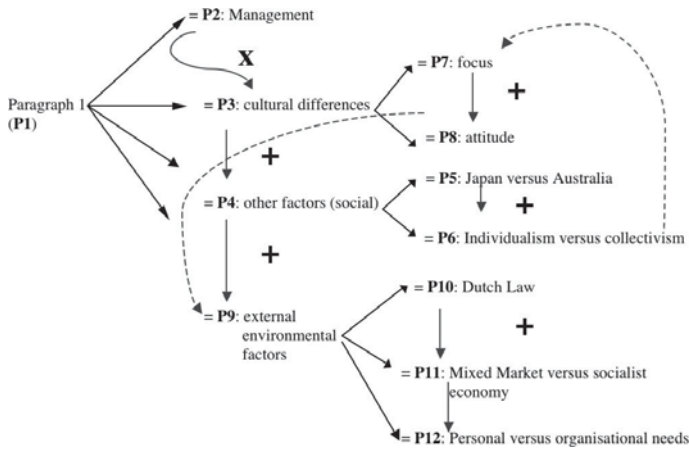 = P2: Management
X
= P7: focus
+
Paragraph 1
(P1)
= P3: cultural differences
= P8: attitude
+
= P5: Japan versus Australia
= P4: other factors (social)
+
= P6: Individualism versus collectivism
+
= P10: Dutch Law
= P9: external
environmental
factors
+
= P11: Mixed Market versus socialist
economy
= P12: Personal versus organisational needs